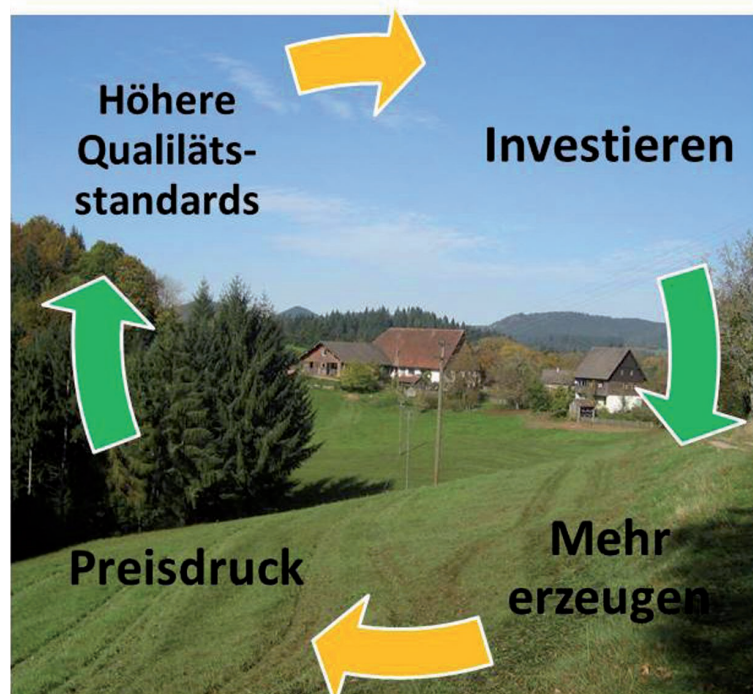 Höhere
Qualiläts-
standards
Investieren
Mehr
erzeugen
Preisdruck